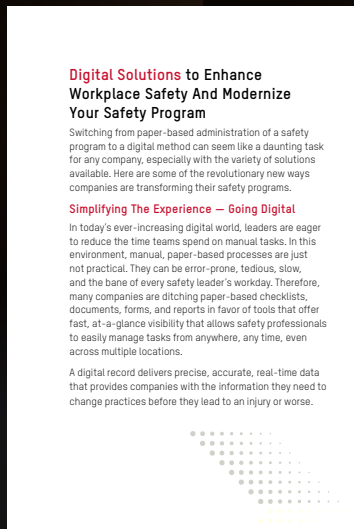 Digital Solutions to Enhance
Workplace Safety And Modernize
Your Safety Program
Switching from paper-based administration of a safety
program to a digital method can seem like a daunting task
for any company, especially with the variety of solutions
available. Here are some of the revolutionary new ways
companies are transforming their safety programs.
Simplifying The Experience — Going Digital
In today's ever-increasing digital world, leaders are eager
to reduce the time teams spend on manual tasks. In this
environment, manual, paper-based processes are just
not practical. They can be error-prone, tedious, slow,
and the bane of every safety leader's workday. Therefore,
many companies are ditching paper-based checklists,
documents, forms, and reports in favor of tools that offer
fast, at-a-glance visibility that allows safety professionals
to easily manage tasks from anywhere, any time, even
across multiple locations.
A digital record delivers precise, accurate, real-time data
that provides companies with the information they need to
change practices before they lead to an injury or worse.